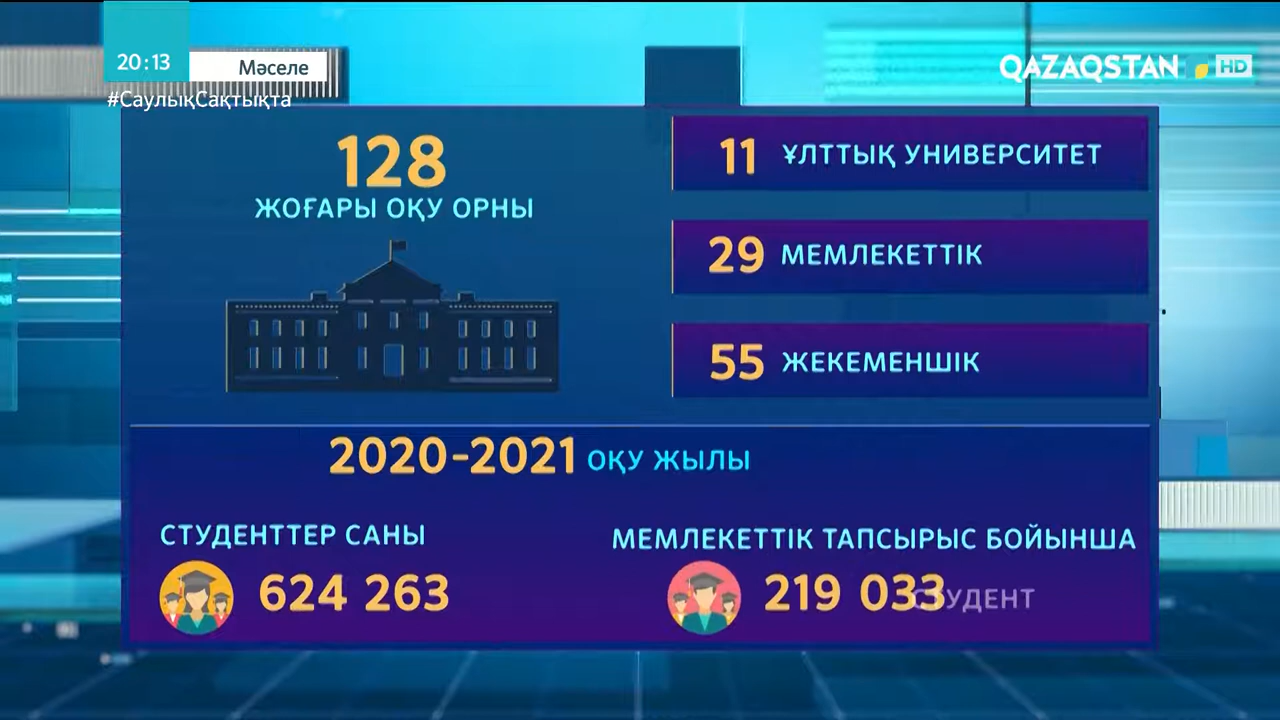 20:13
Мәселе
QAZAQSTAN HD
#СаулықСақтықта
128
ЖОҒАРЫ ОҚУ ОРНЫ
11 ҰЛТТЫҚ УНИВЕРСИТЕТ
29 МЕМЛЕКЕТТІК
55 ЖЕКЕМЕНШІК
2020-2021 ОҚУ ЖЫЛЫ
СТУДЕНТТЕР САНЫ
624 263
МЕМЛЕКЕТТІК ТАПСЫРЫС БОЙЫНША
219 033 СТУДЕНТ